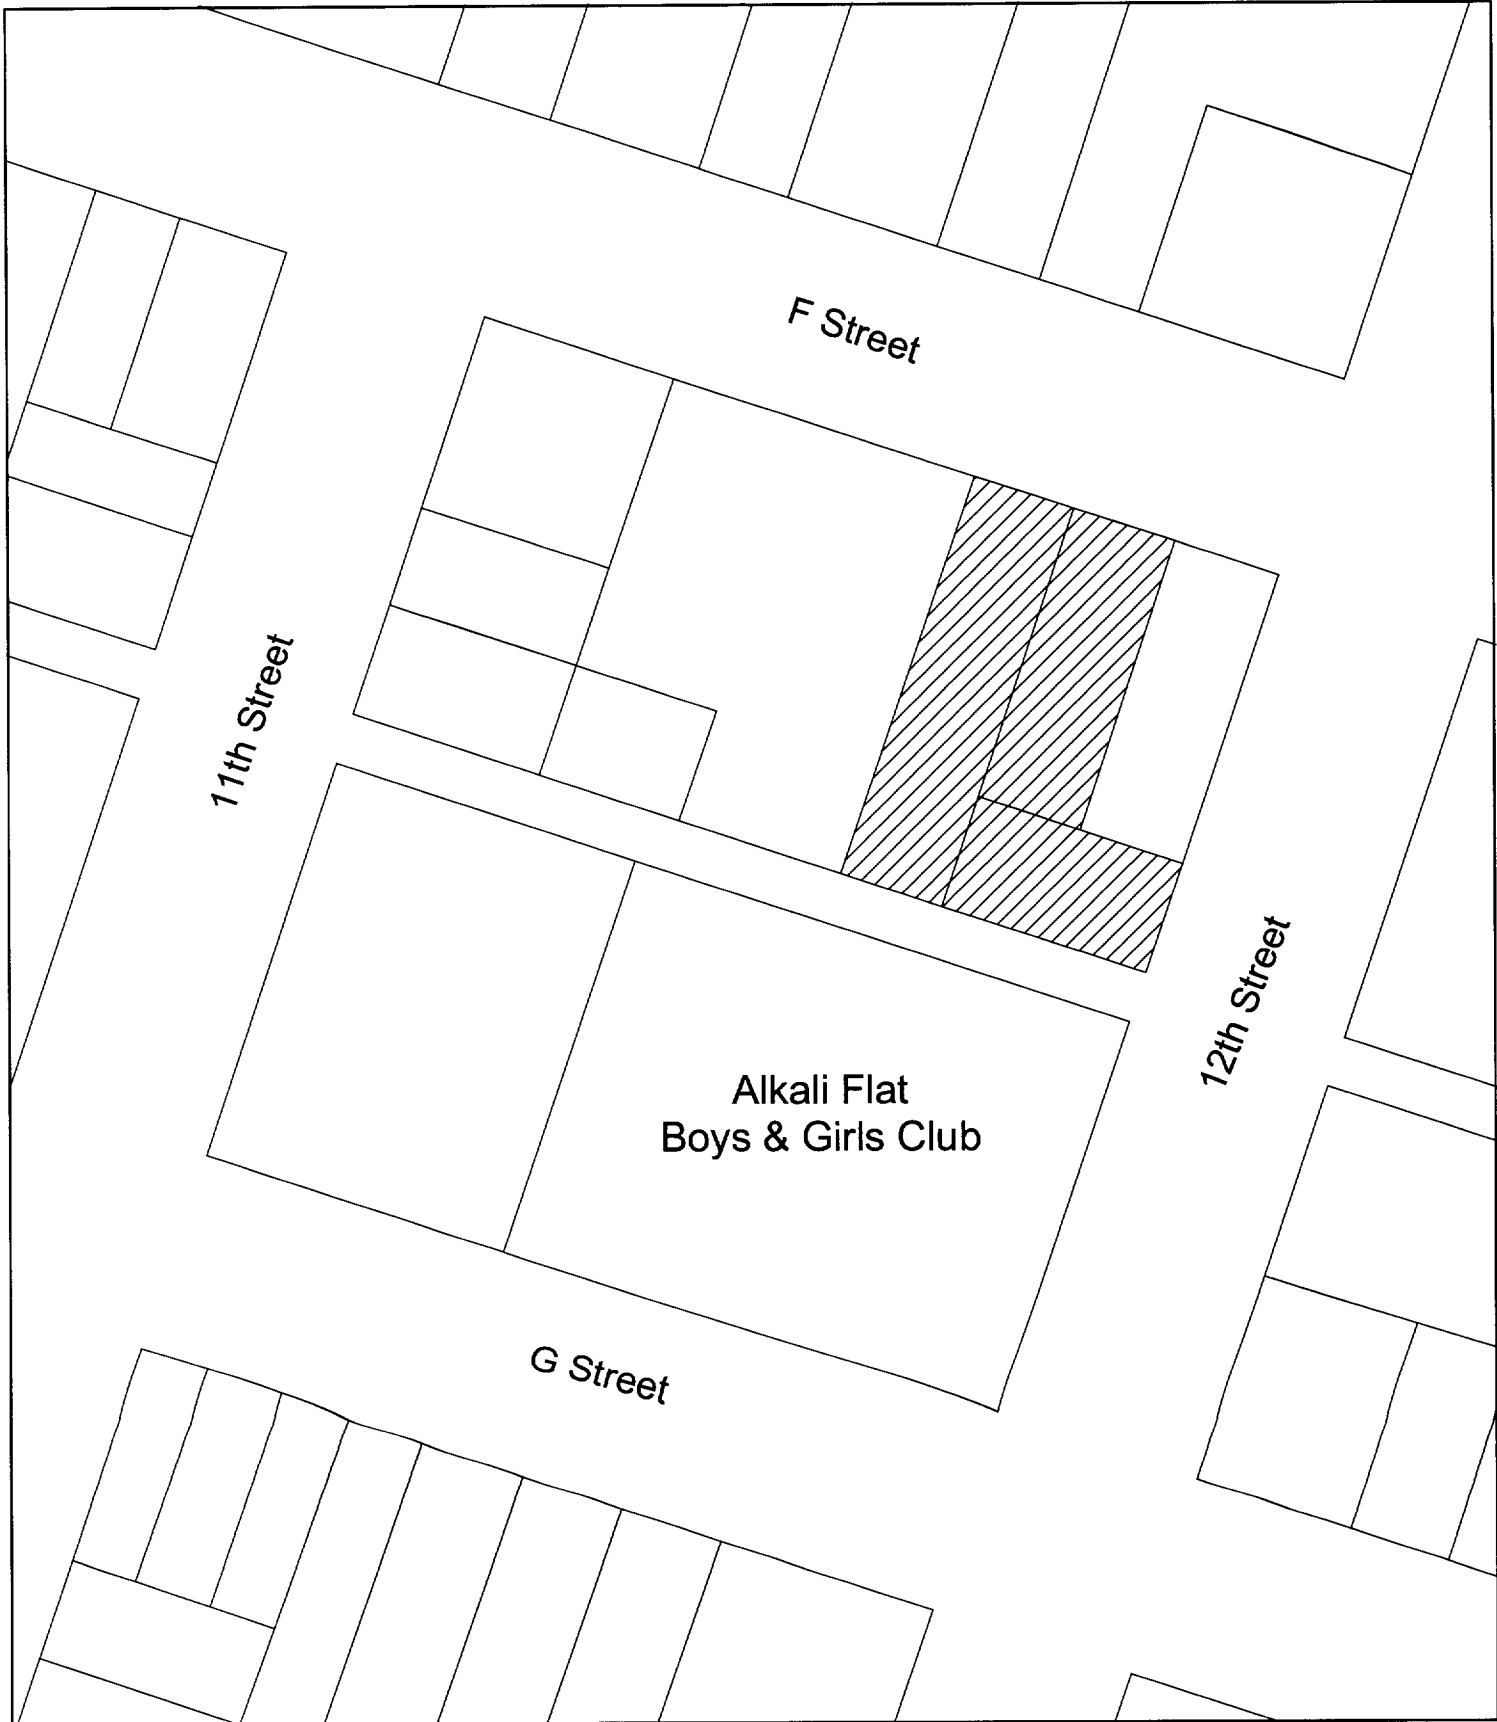 F Street
11th Street
12th Street
Alkali Flat
Boys & Girls Club
G Street